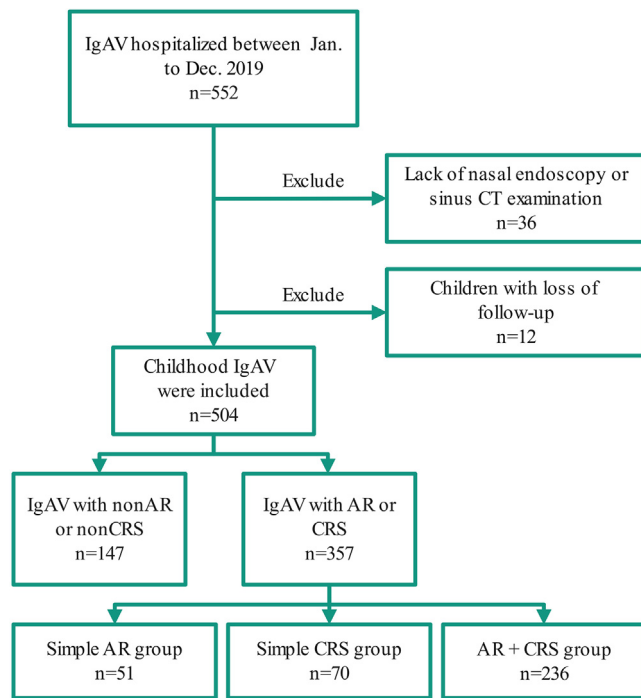 IgAV hospitalized between Jan.
to Dec. 2019
n=552
Exclude
Lack of nasal endoscopy or
sinus CT examination
n=36
Exclude
Children with loss of
follow-up
n=12
Childhood IgAV
were included
n=504
IgAV with nonAR
or nonCRS
n=147
IgAV with AR or
CRS
n=357
Simple AR group
n=51
Simple CRS group
n=70
AR + CRS group
n=236